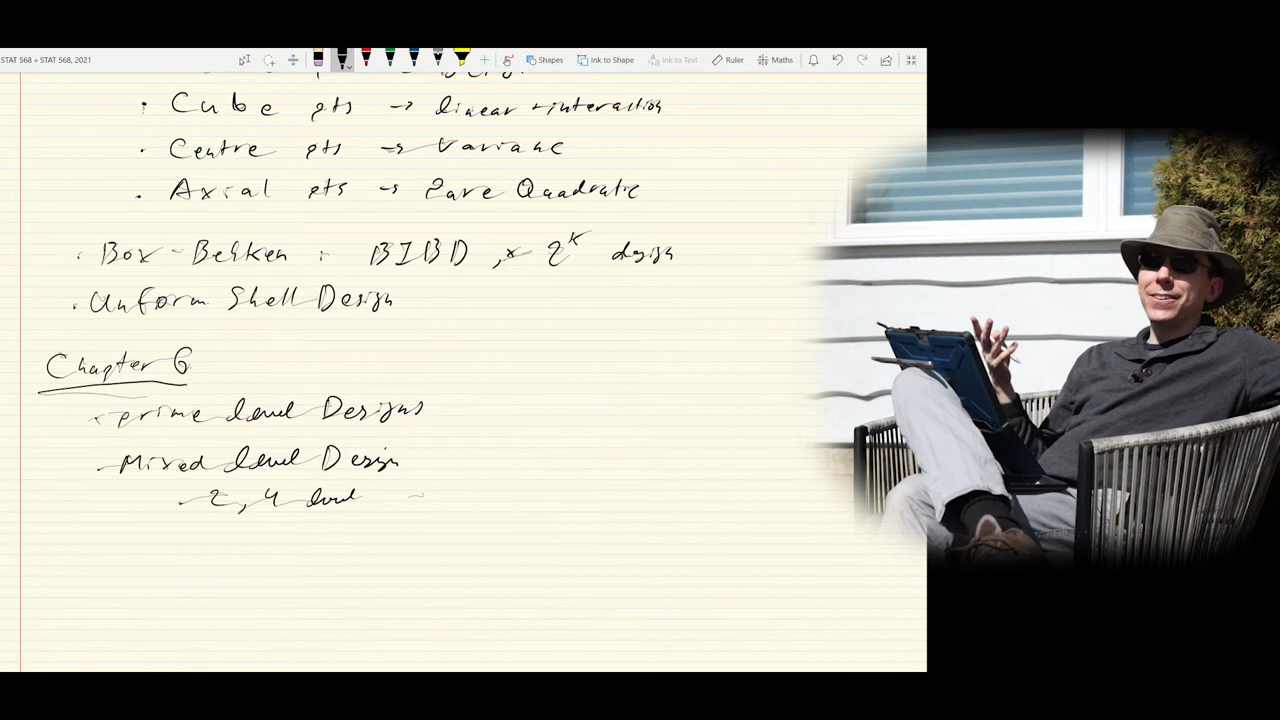 STAT 568 » STAT 568, 2021
Shapes Ink to Shape Ink to Text Ruler Maths
· Cube pts → linear + interaction
· Centre pts → Variance
· Axial pts → Pure Quadratic
· Box-Behken : BIBD, × 2^k design
· Uniform Shell Design
Chapter 6
- prime level Designs
- Mixed level Design
- 2, 4 level